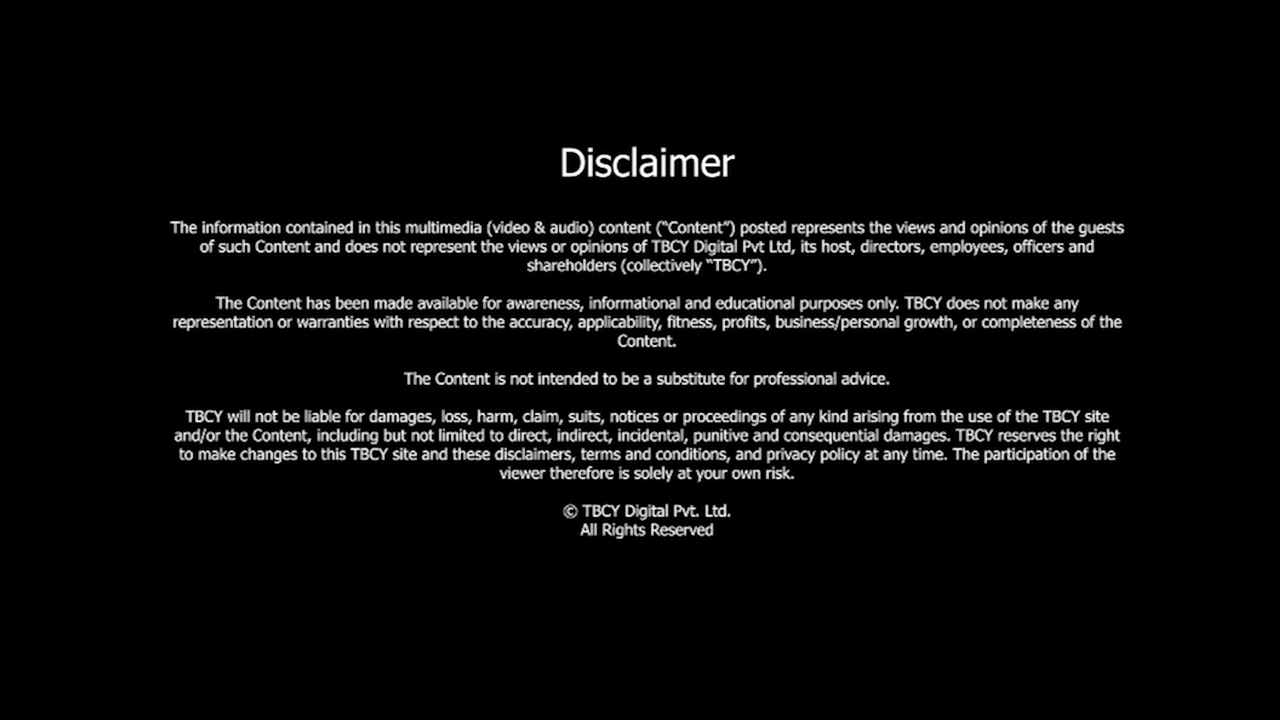 Disclaimer
The information contained in this multimedia (video & audio) content (“Content”) posted represents the views and opinions of the guests
of such Content and does not represent the views or opinions of TBCY Digital Pvt Ltd, its host, directors, employees, officers and
shareholders (collectively “TBCY”).
The Content has been made available for awareness, informational and educational purposes only. TBCY does not make any
representation or warranties with respect to the accuracy, applicability, fitness, profits, business/personal growth, or completeness of the
Content.
The Content is not intended to be a substitute for professional advice.
TBCY will not be liable for damages, loss, harm, claim, suits, notices or proceedings of any kind arising from the use of the TBCY site
and/or the Content, including but not limited to direct, indirect, incidental, punitive and consequential damages. TBCY reserves the right
to make changes to this TBCY site and these disclaimers, terms and conditions, and privacy policy at any time. The participation of the
viewer therefore is solely at your own risk.
© TBCY Digital Pvt. Ltd.
All Rights Reserved